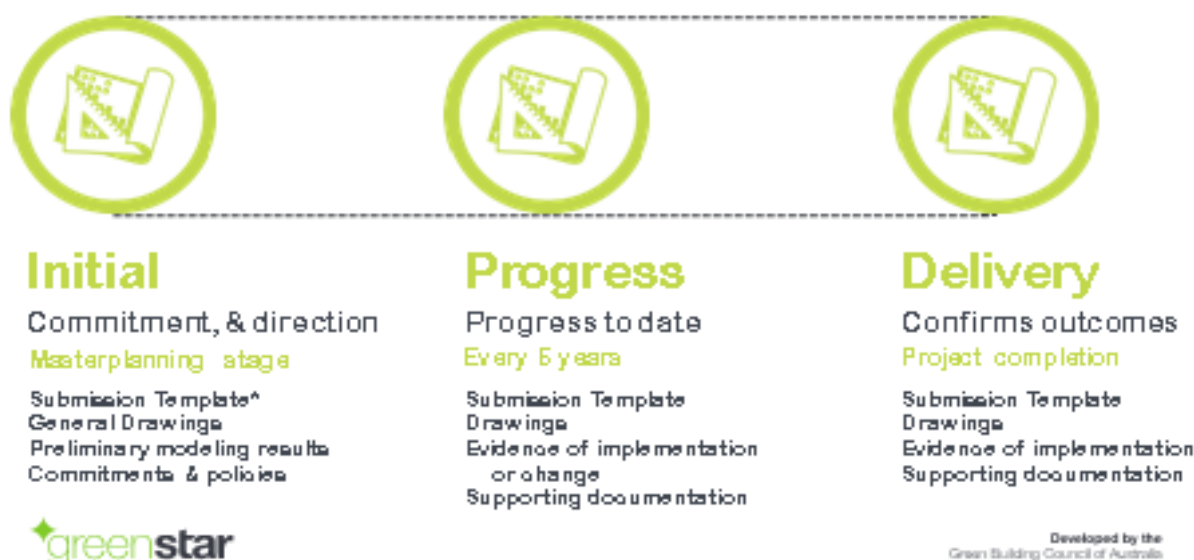 Initial
Commitment, & direction
Masterplanning stage
Submission Template^
General Drawings
Preliminary modeling results
Commitments & policies
Progress
Progress to date
Every 5 years
Submission Template
Drawings
Evidence of implementation
or change
Supporting documentation
Delivery
Confirms outcomes
Project completion
Submission Template
Drawings
Evidence of implementation
Supporting documentation
greenstar
Developed by the
Green Building Council of Australia